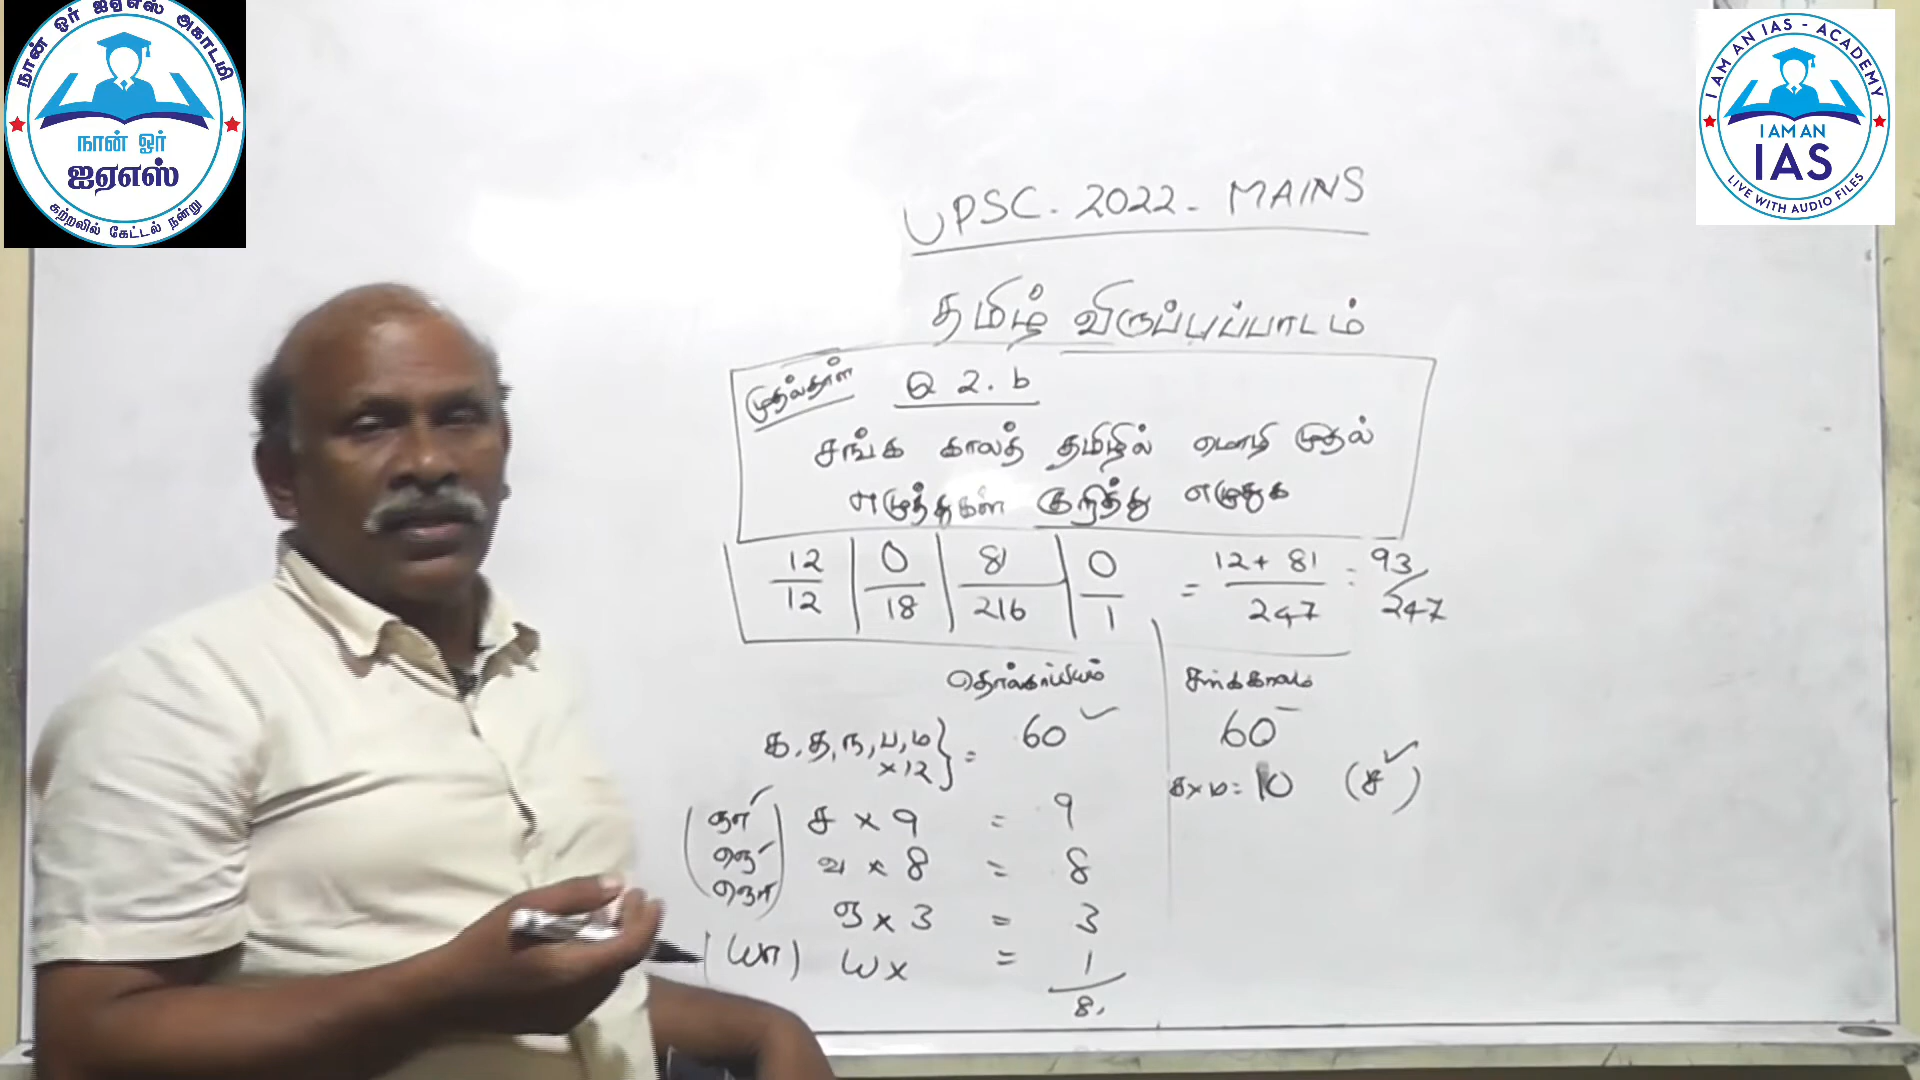 நான் ஓர் ஐஏஎஸ் அகாடமி
நான் ஓர்
ஐஏஎஸ்
கற்றலில் கேட்டல் நன்று
I AM AN IAS - ACADEMY
I AM AN
IAS
LIVE WITH AUDIO FILES
UPSC - 2022 - MAINS
தமிழ் விருப்பப்பாடம்
முதல்தாள் Q 2. b
சங்க காலத் தமிழில் மொழி முதல்
எழுத்துகள் குறித்து எழுதுக
12/12 | 0/18 | 81/216 | 0/1 = 12 + 81/247 = 93/247
தொல்காப்பியம் சங்ககாலம்
க, த, ந, ப, ம × 12 } = 60 60
ச × 9 = 9
வ × 8 = 8
ஞ × 3 = 3
(யா) ய × = 1
8